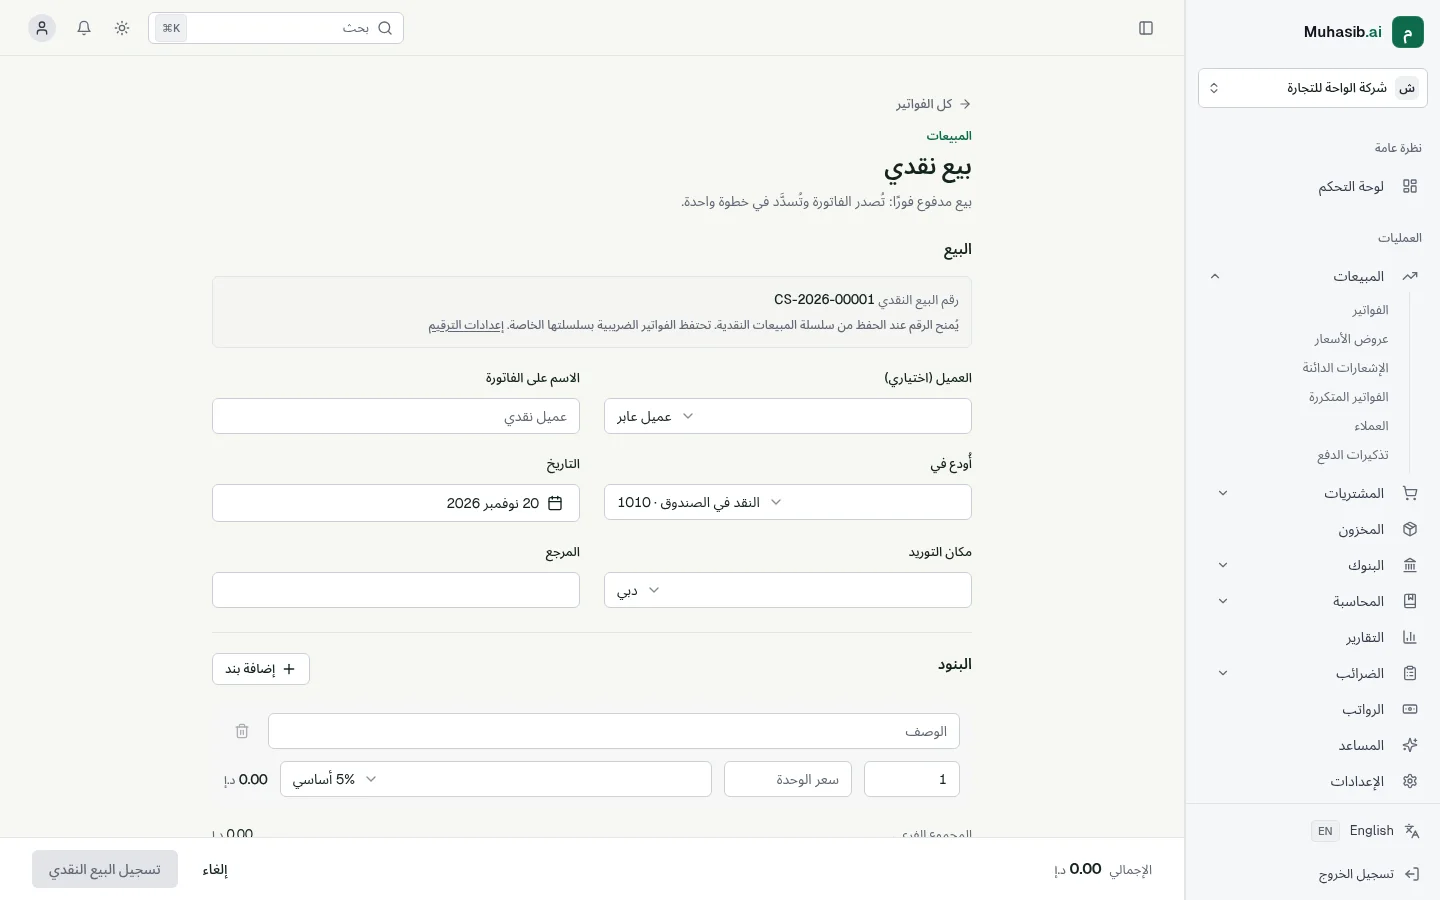 Muhasib.ai
م
ش شركة الواحة للتجارة
نظرة عامة
لوحة التحكم
العمليات
المبيعات
الفواتير
عروض الأسعار
الإشعارات الدائنة
الفواتير المتكررة
العملاء
تذكيرات الدفع
المشتريات
المخزون
البنوك
المحاسبة
التقارير
الضرائب
الرواتب
المساعد
الإعدادات
English EN
تسجيل الخروج
بحث ⌘K
كل الفواتير
المبيعات
بيع نقدي
بيع مدفوع فورًا: تُصدر الفاتورة وتُسدَّد في خطوة واحدة.
البيع
رقم البيع النقدي CS-2026-00001
يُمنح الرقم عند الحفظ من سلسلة المبيعات النقدية. تحتفظ الفواتير الضريبية بسلسلتها الخاصة. إعدادات الترقيم
العميل (اختياري)
عميل عابر
الاسم على الفاتورة
عميل نقدي
أُودع في
النقد في الصندوق · 1010
التاريخ
20 نوفمبر 2026
مكان التوريد
دبي
المرجع
البنود
إضافة بند
الوصف
1
سعر الوحدة
5% أساسي
0.00 د.إ
المجموع الفرعي
0.00 د.إ
الإجمالي 0.00 د.إ
إلغاء
تسجيل البيع النقدي